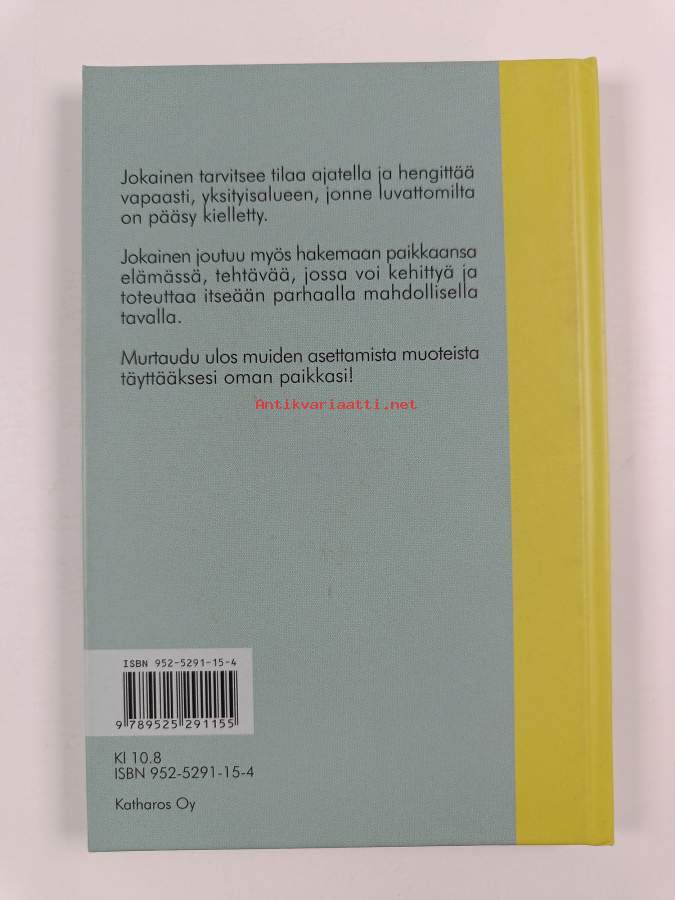 Jokainen tarvitsee tilaa ajatella ja hengittää
vapaasti, yksityisalueen, jonne luvattomilta
on pääsy kielletty.
Jokainen joutuu myös hakemaan paikkaansa
elämässä, tehtävää, jossa voi kehittyä ja
toteuttaa itseään parhaalla mahdollisella
tavalla.
Murtaudu ulos muiden asettamista muoteista
täyttääksesi oman paikkasi!
Antikvariaatti.net
ISBN 952-5291-15-4
9 789525 291155
Kl 10.8
ISBN 952-5291-15-4
Katharos Oy